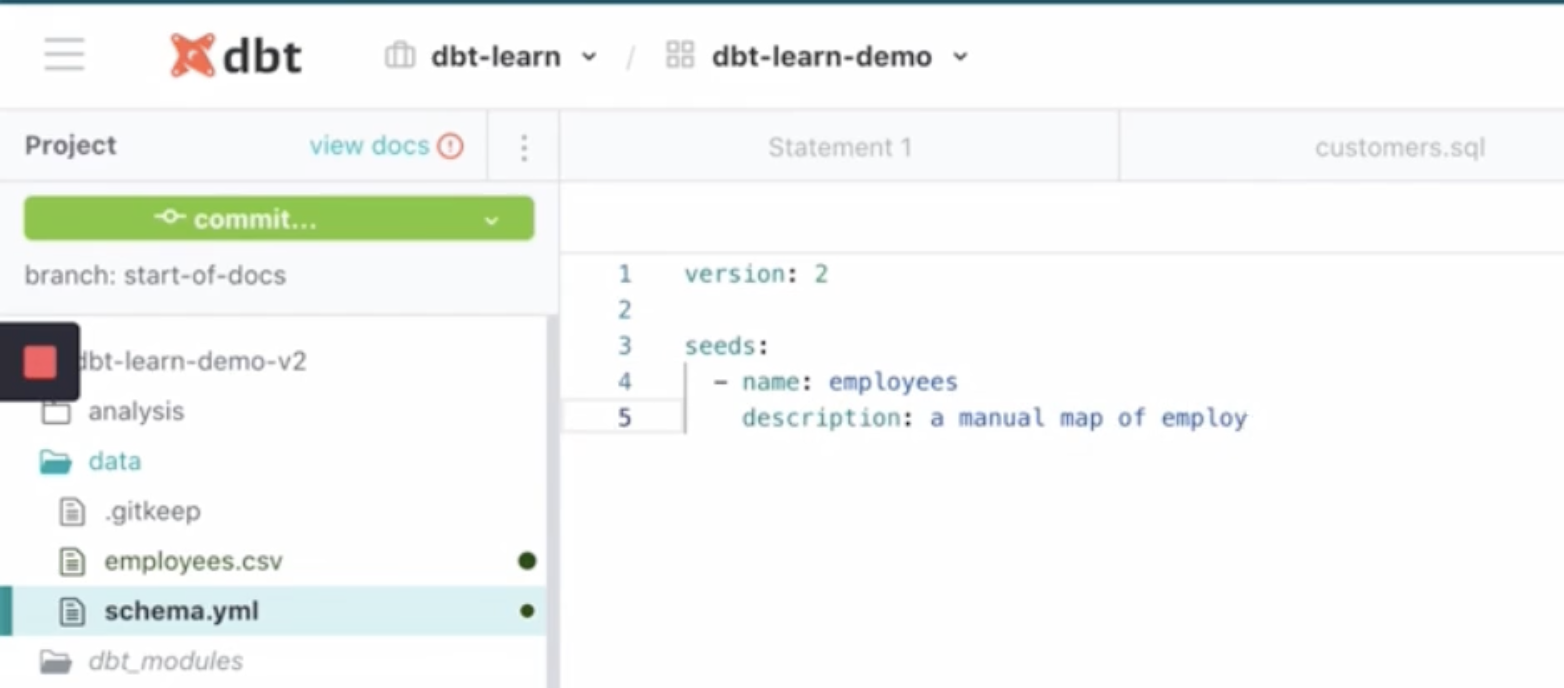 dbt dbt-learn / dbt-learn-demo
Project view docs
Statement 1 customers.sql
commit...
branch: start-of-docs
1 version: 2
2
3 seeds:
4 - name: employees
5 description: a manual map of employ
dbt-learn-demo-v2
analysis
data
.gitkeep
employees.csv
schema.yml
dbt_modules